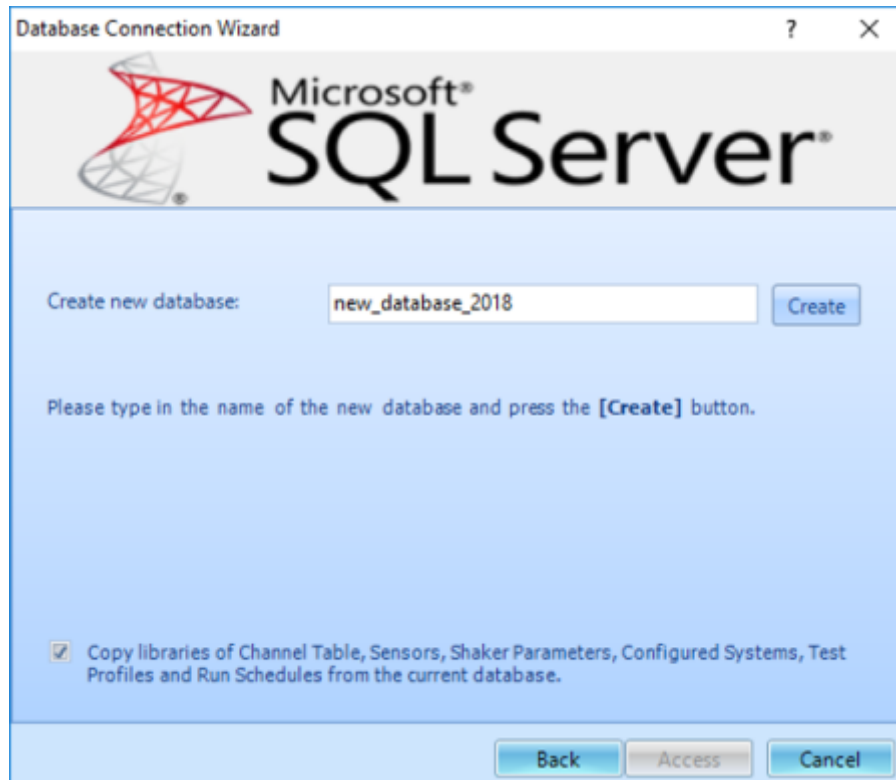 Database Connection Wizard ?
Microsoft®
SQL Server®
®
Create new database: new_database_2018 Create
Please type in the name of the new database and press the [Create] button.
Copy libraries of Channel Table, Sensors, Shaker Parameters, Configured Systems, Test
Profiles and Run Schedules from the current database.
Back Access Cancel